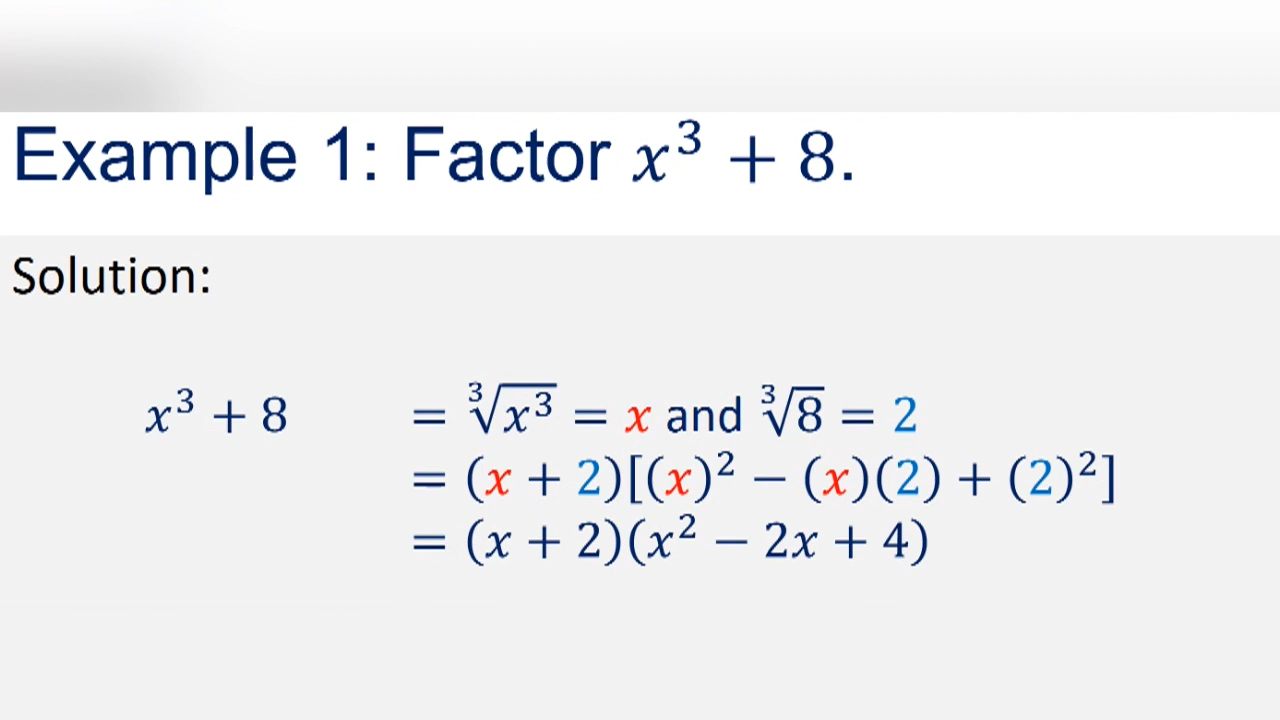 Example 1: Factor x³ + 8.
Solution:
x³ + 8 = ∛x³ = x and ∛8 = 2
= (x + 2)[(x)² − (x)(2) + (2)²]
= (x + 2)(x² − 2x + 4)